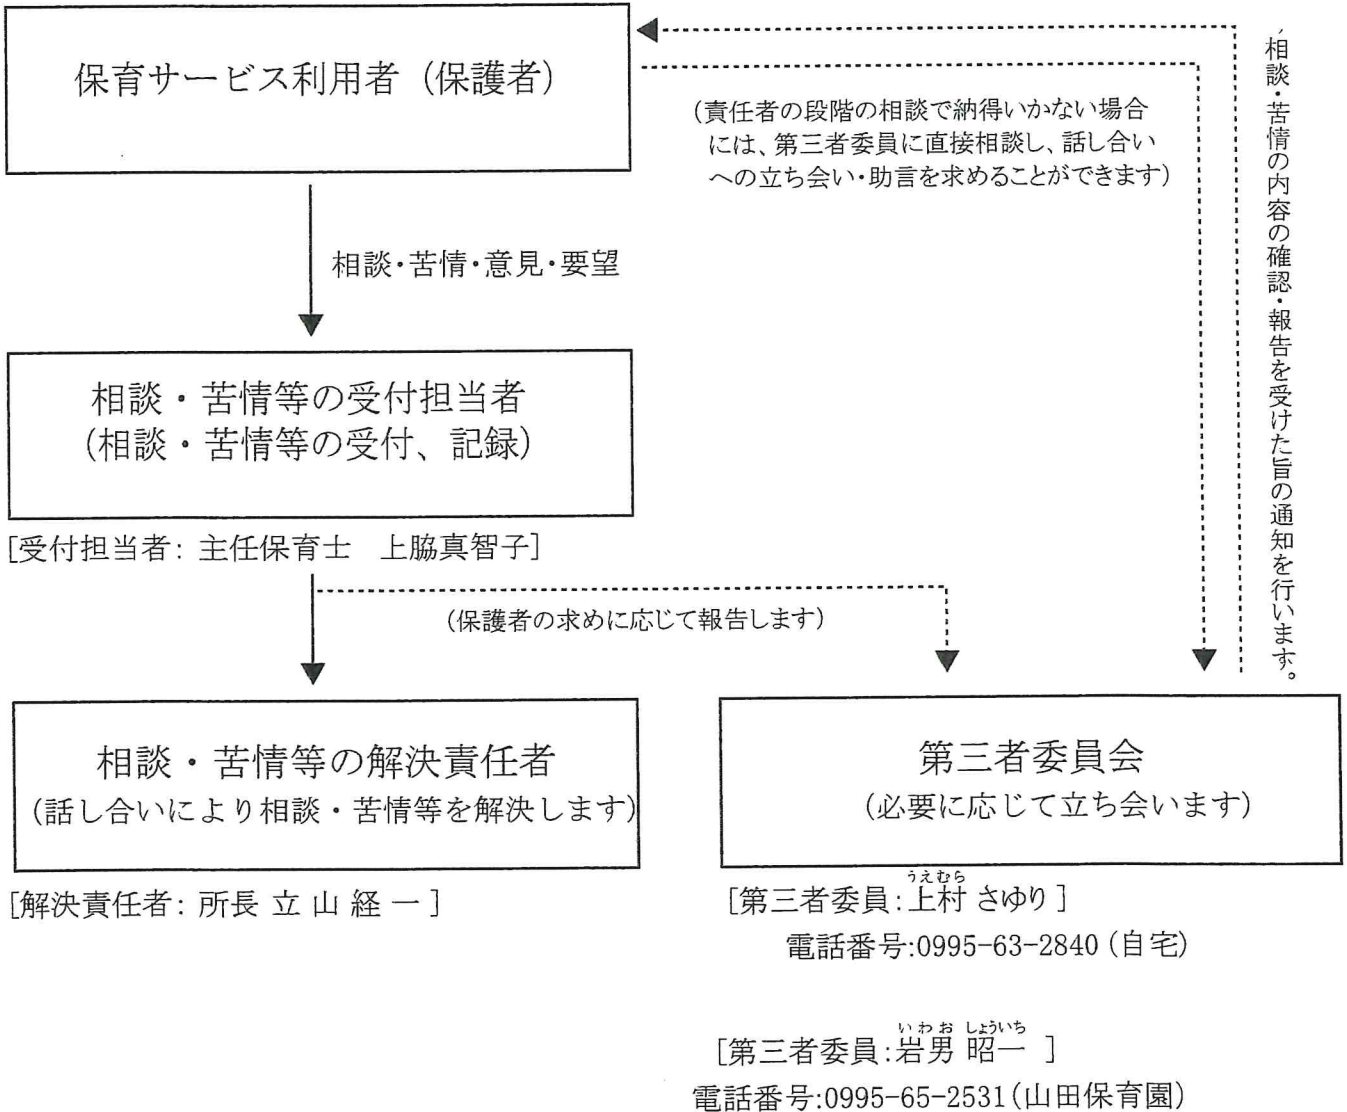 保育サービス利用者（保護者）
（責任者の段階の相談で納得いかない場合
には、第三者委員に直接相談し、話し合い
への立ち会い・助言を求めることができます）
相談・苦情の内容の確認・報告を受けた旨の通知を行います。
相談・苦情・意見・要望
相談・苦情等の受付担当者
（相談・苦情等の受付、記録）
[受付担当者: 主任保育士　上脇真智子]
（保護者の求めに応じて報告します）
相談・苦情等の解決責任者
（話し合いにより相談・苦情等を解決します）
[解決責任者: 所長 立 山 経 一 ]
第三者委員会
（必要に応じて立ち会います）
うえむら
[第三者委員:上村 さゆり ]
電話番号:0995-63-2840（自宅）
いわお しょういち
[第三者委員:岩男 昭一 ]
電話番号:0995-65-2531（山田保育園）